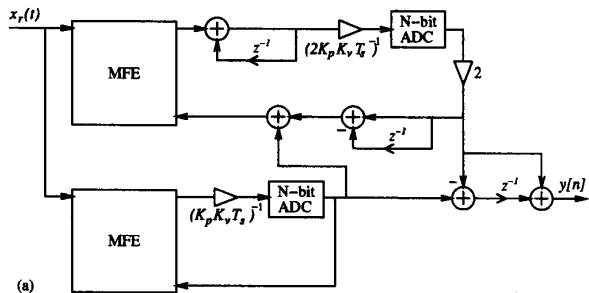 x_r(t)
MFE
+
z^{-1}
(2K_p K_v T_s)^{-1}
N-bit
ADC
2
+
+
−
z^{-1}
MFE
(K_p K_v T_s)^{-1}
N-bit
ADC
−
+
z^{-1}
+
y[n]
(a)